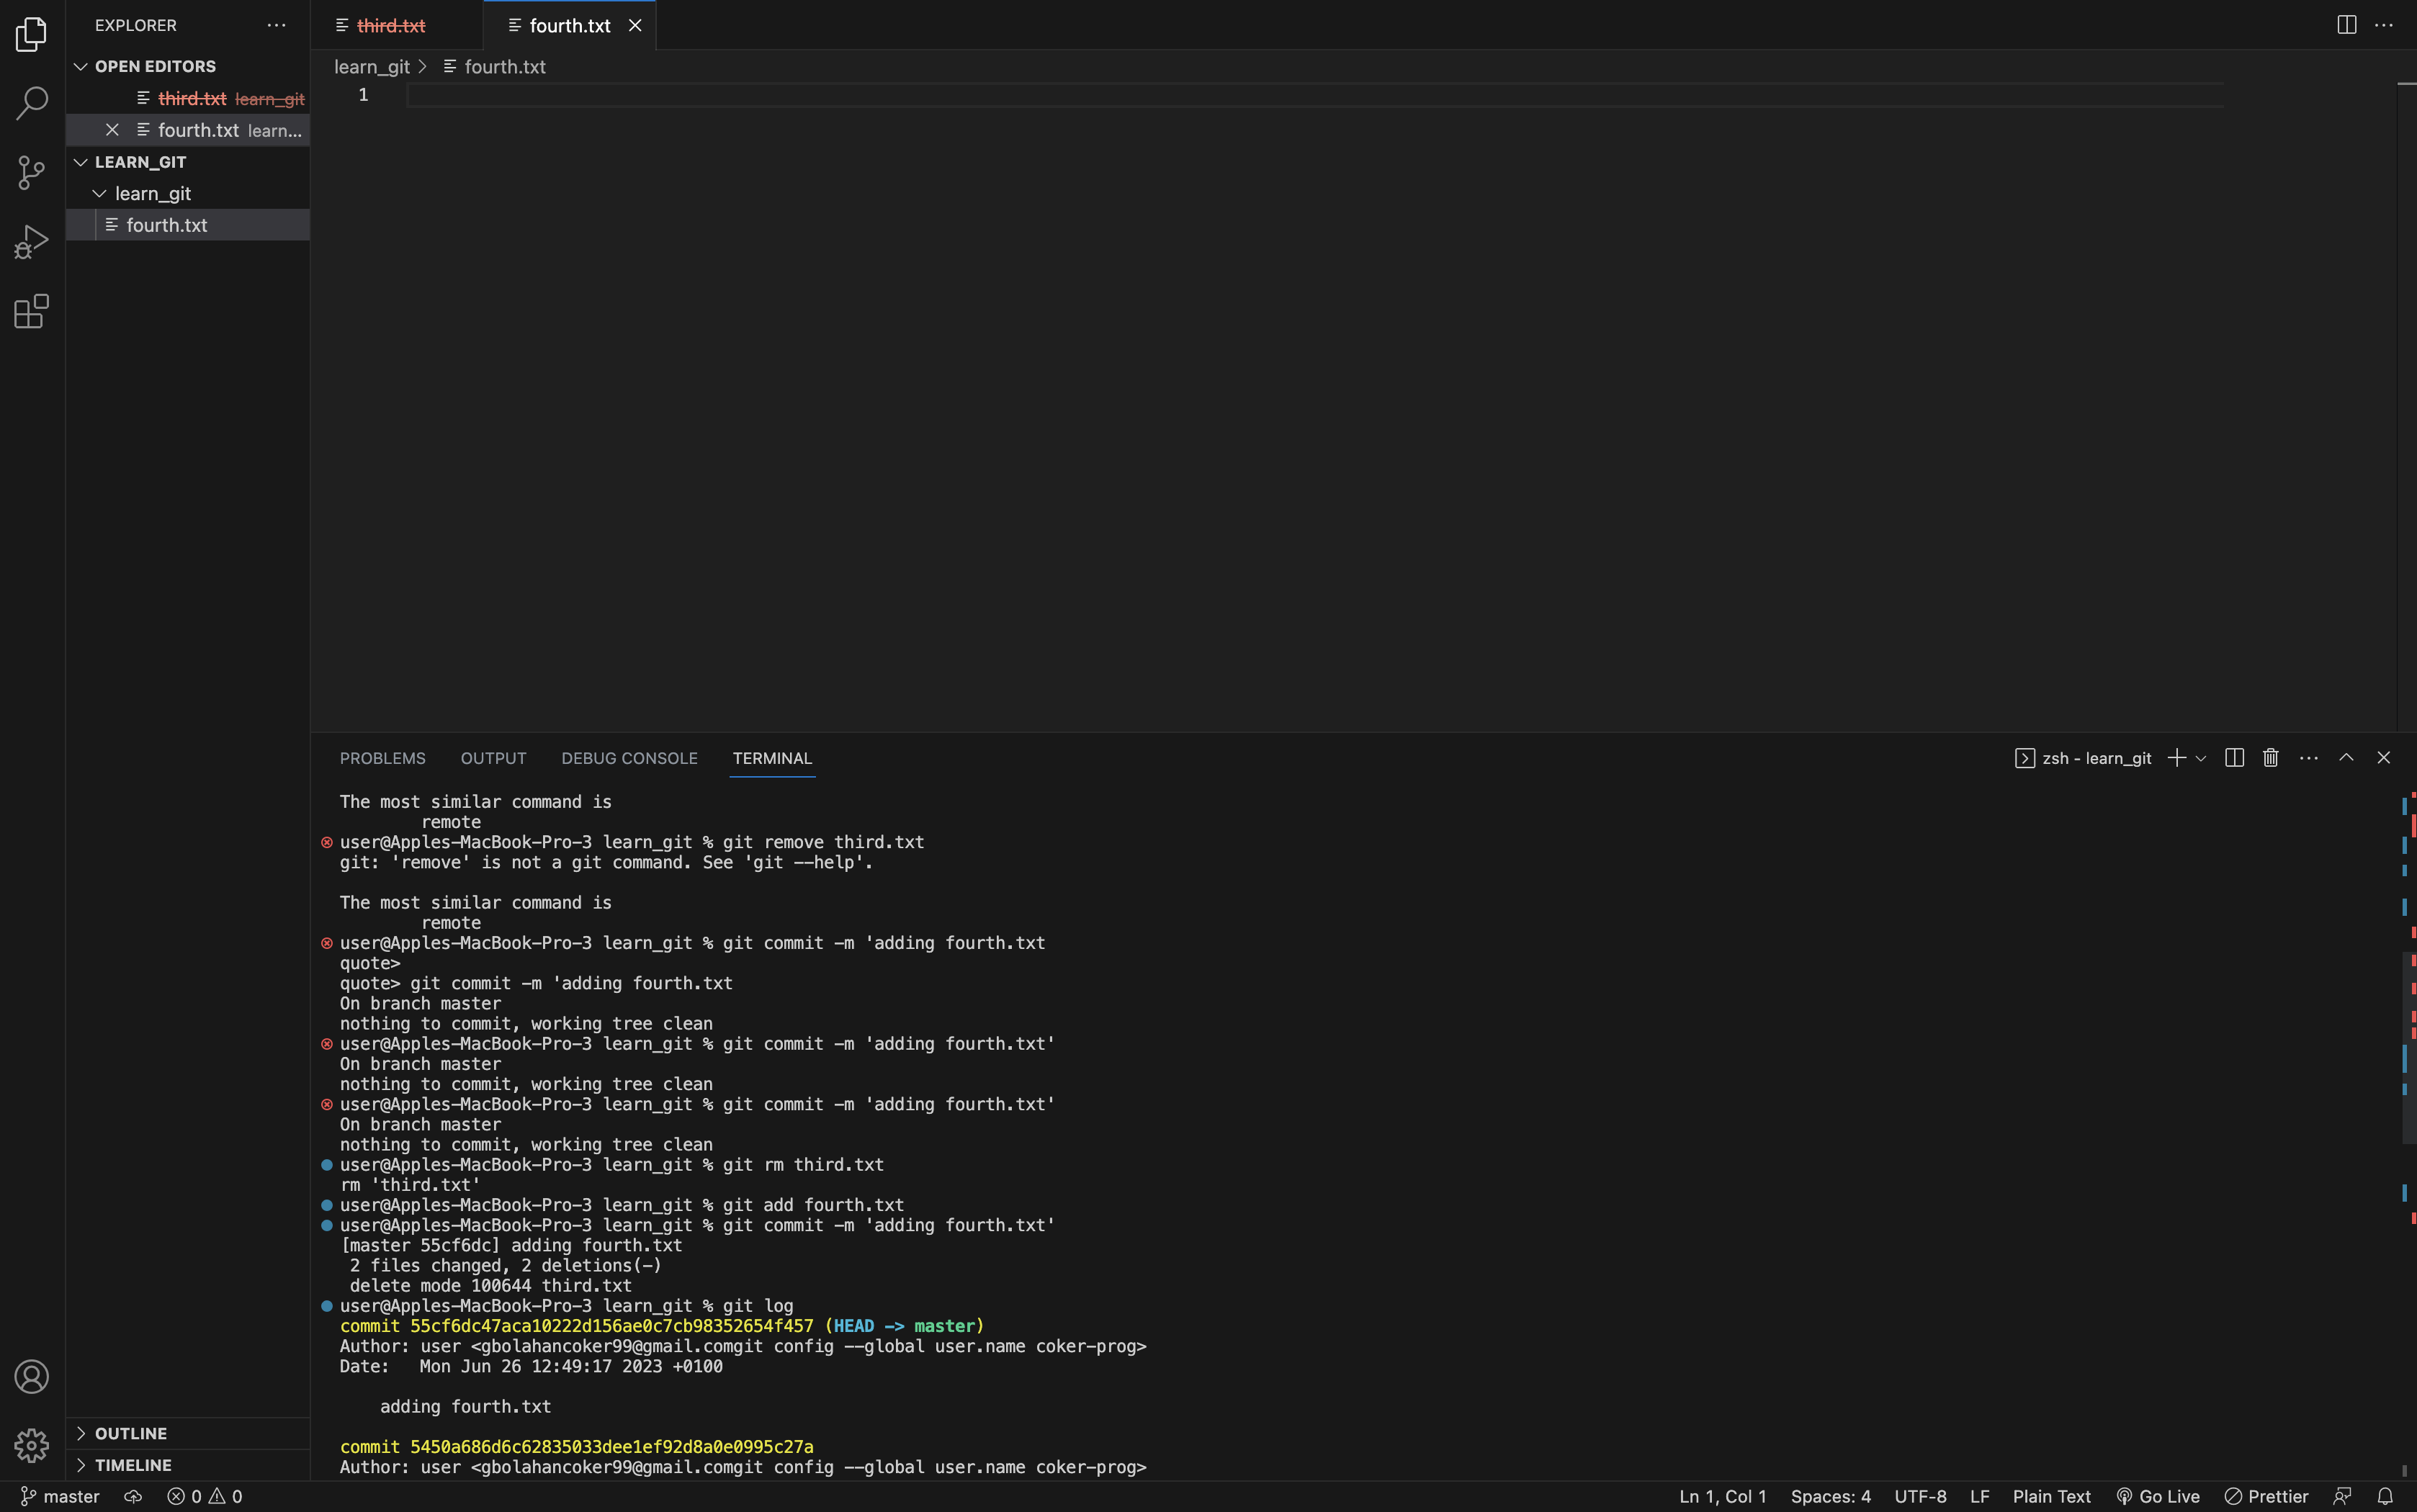 EXPLORER
OPEN EDITORS
third.txt learn_git
fourth.txt learn...
LEARN_GIT
learn_git
fourth.txt
OUTLINE
TIMELINE
third.txt
fourth.txt
learn_git > fourth.txt
1
PROBLEMS OUTPUT DEBUG CONSOLE TERMINAL
zsh - learn_git
The most similar command is
remote
user@Apples-MacBook-Pro-3 learn_git % git remove third.txt
git: 'remove' is not a git command. See 'git --help'.
The most similar command is
remote
user@Apples-MacBook-Pro-3 learn_git % git commit -m 'adding fourth.txt
quote>
quote> git commit -m 'adding fourth.txt
On branch master
nothing to commit, working tree clean
user@Apples-MacBook-Pro-3 learn_git % git commit -m 'adding fourth.txt'
On branch master
nothing to commit, working tree clean
user@Apples-MacBook-Pro-3 learn_git % git commit -m 'adding fourth.txt'
On branch master
nothing to commit, working tree clean
user@Apples-MacBook-Pro-3 learn_git % git rm third.txt
rm 'third.txt'
user@Apples-MacBook-Pro-3 learn_git % git add fourth.txt
user@Apples-MacBook-Pro-3 learn_git % git commit -m 'adding fourth.txt'
[master 55cf6dc] adding fourth.txt
2 files changed, 2 deletions(-)
delete mode 100644 third.txt
user@Apples-MacBook-Pro-3 learn_git % git log
commit 55cf6dc47aca10222d156ae0c7cb98352654f457 (HEAD -> master)
Author: user <gbolahancoker99@gmail.comgit config --global user.name coker-prog>
Date:   Mon Jun 26 12:49:17 2023 +0100
adding fourth.txt
commit 5450a686d6c62835033dee1ef92d8a0e0995c27a
Author: user <gbolahancoker99@gmail.comgit config --global user.name coker-prog>
master 0 0 Ln 1, Col 1 Spaces: 4 UTF-8 LF Plain Text Go Live Prettier